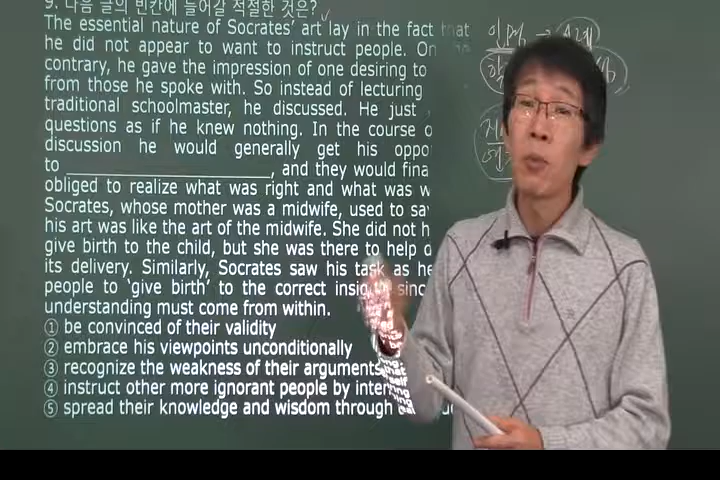 9. 다음 글의 빈칸에 들어갈 적절한 것은?
The essential nature of Socrates' art lay in the fact that
he did not appear to want to instruct people. On
contrary, he gave the impression of one desiring to
from those he spoke with. So instead of lecturing
traditional schoolmaster, he discussed. He just
questions as if he knew nothing. In the course
discussion he would generally get his
to ____________________, and they would
obliged to realize what was right and what was
Socrates, whose mother was a midwife, used to
his art was like the art of the midwife. She did not
give birth to the child, but she was there to help
its delivery. Similarly, Socrates saw his task as
people to 'give birth' to the correct
understanding must come from within.
① be convinced of their validity
② embrace his viewpoints unconditionally
③ recognize the weakness of their arguments
④ instruct other more ignorant people by
⑤ spread their knowledge and wisdom through